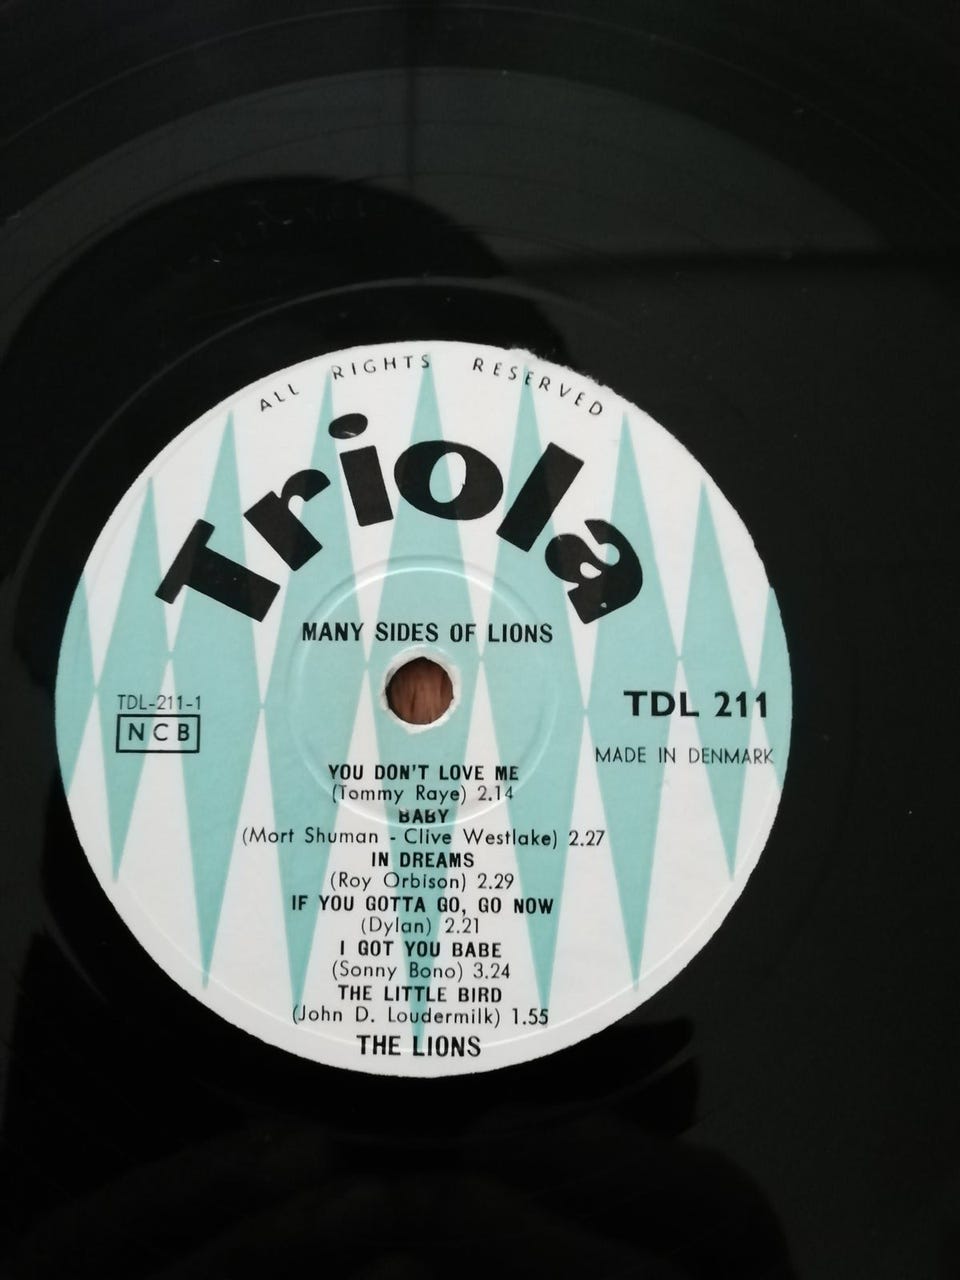 ALL RIGHTS RESERVED
Triola
MANY SIDES OF LIONS
TDL-211-1
NCB
TDL 211
MADE IN DENMARK
YOU DON'T LOVE ME
(Tommy Raye) 2.14
BABY
(Mort Shuman - Clive Westlake) 2.27
IN DREAMS
(Roy Orbison) 2.29
IF YOU GOTTA GO, GO NOW
(Dylan) 2.21
I GOT YOU BABE
(Sonny Bono) 3.24
THE LITTLE BIRD
(John D. Loudermilk) 1.55
THE LIONS